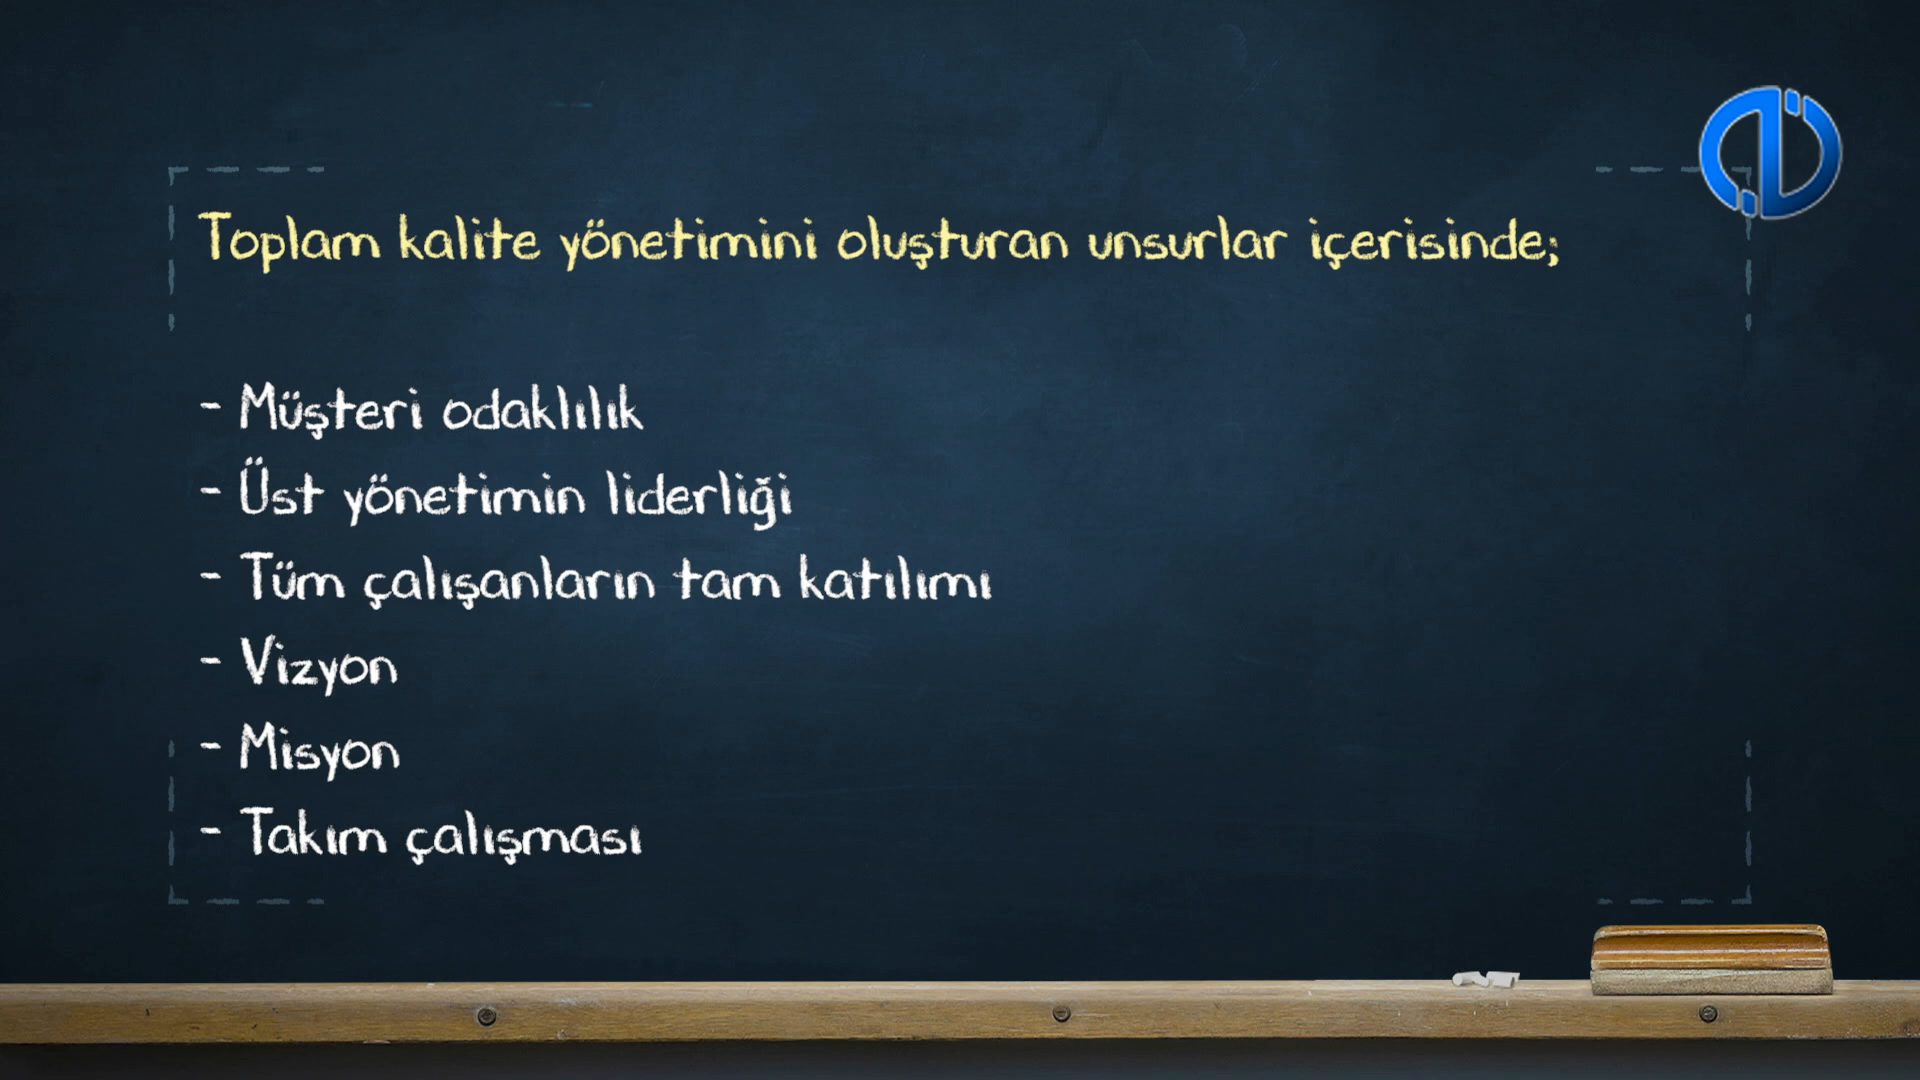 Toplam kalite yönetimini oluşturan unsurlar içerisinde;
- Müşteri odaklılık
- Üst yönetimin liderliği
- Tüm çalışanların tam katılımı
- Vizyon
- Misyon
- Takım çalışması